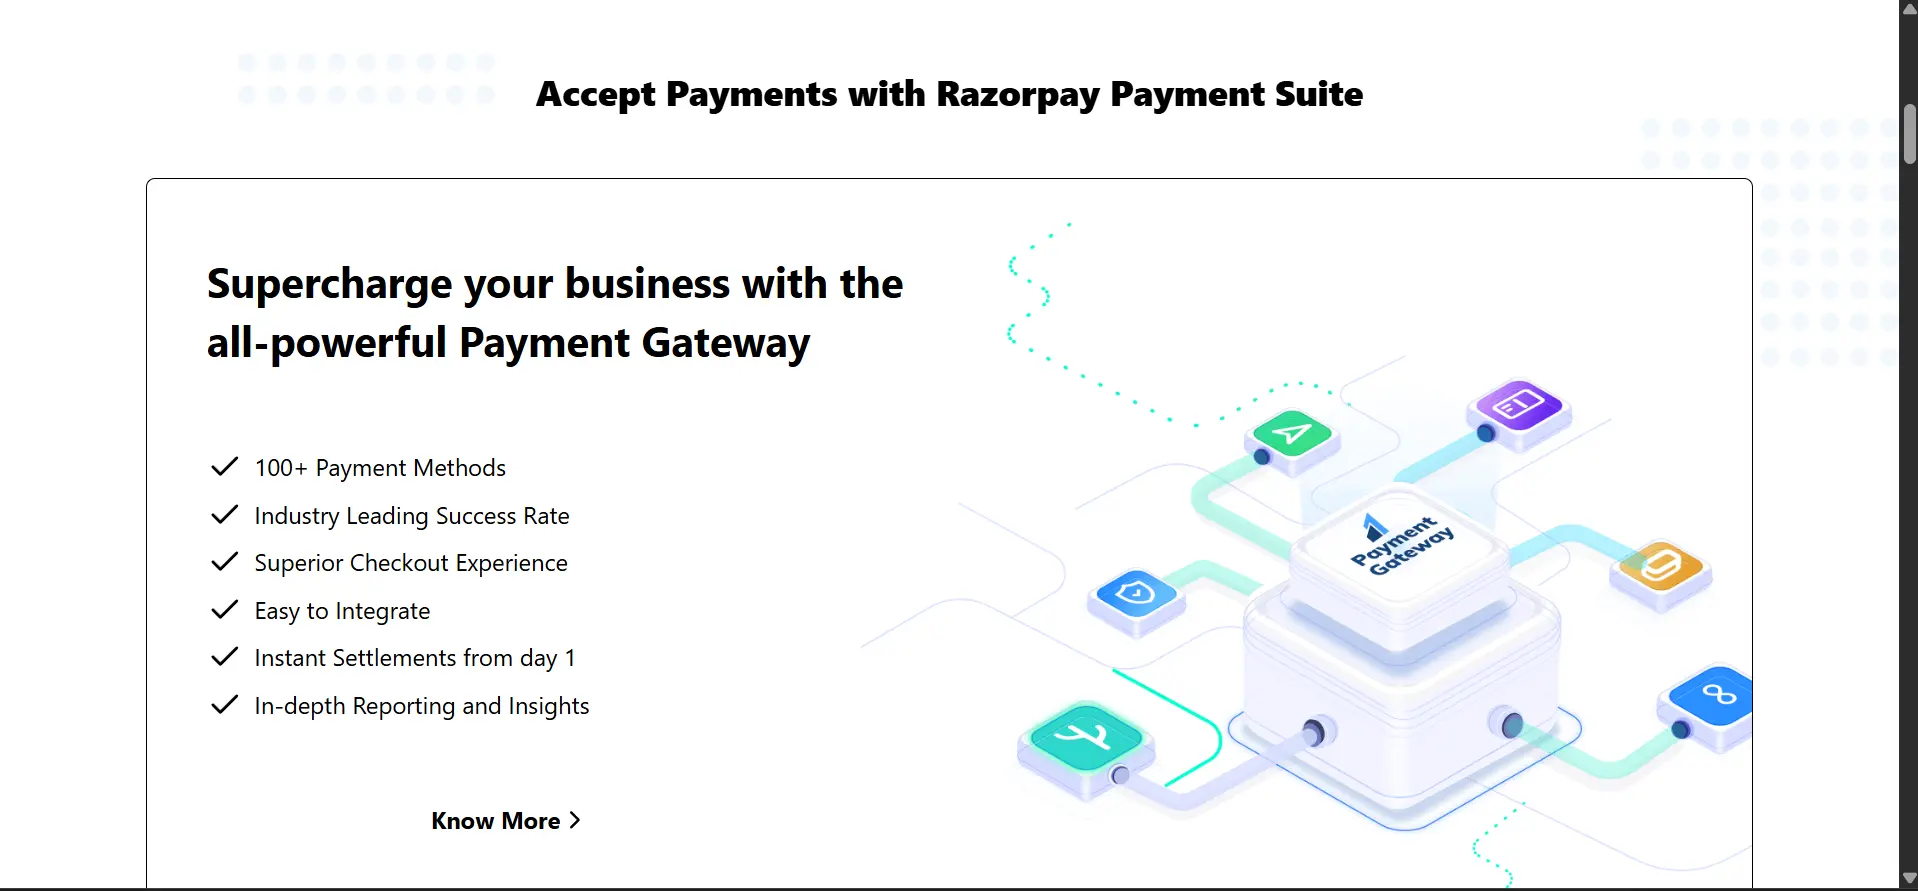 Accept Payments with Razorpay Payment Suite
Supercharge your business with the
all-powerful Payment Gateway
100+ Payment Methods
Industry Leading Success Rate
Superior Checkout Experience
Easy to Integrate
Instant Settlements from day 1
In-depth Reporting and Insights
Know More
Payment
Gateway